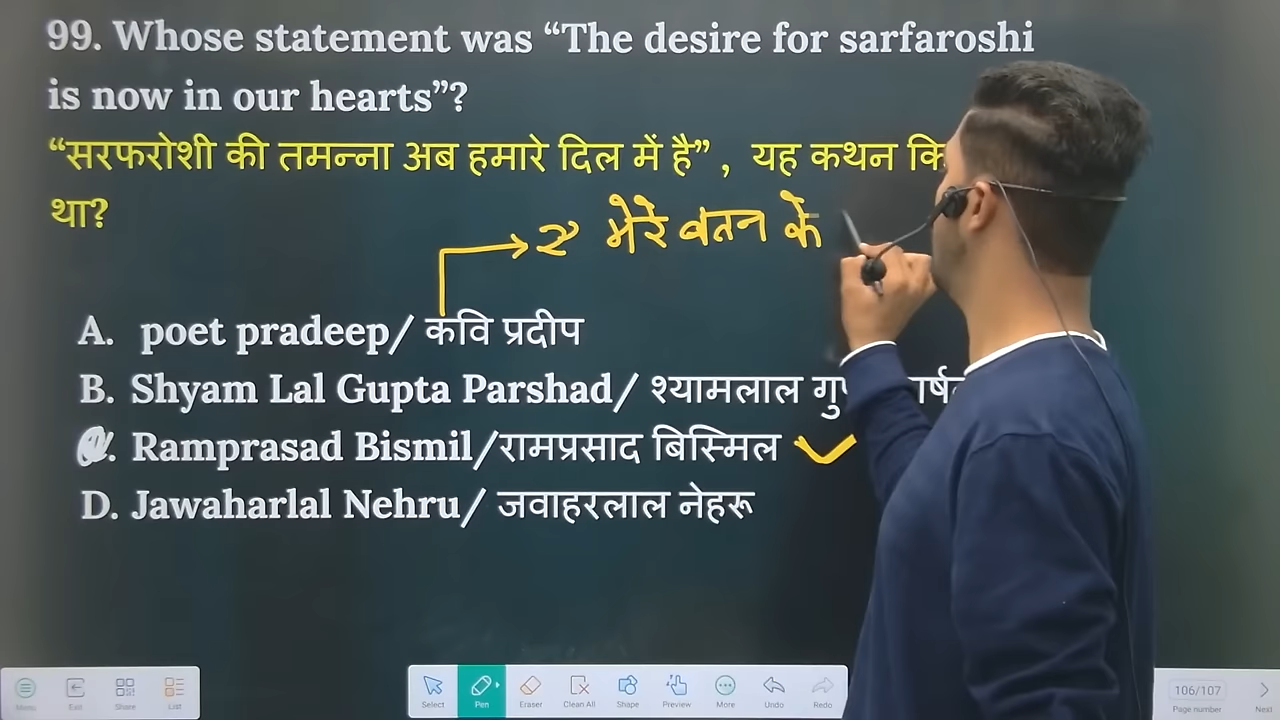 99. Whose statement was “The desire for sarfaroshi
is now in our hearts”?
“सरफरोशी की तमन्ना अब हमारे दिल में है” , यह कथन
था?
मेरे वतन के
A. poet pradeep/ कवि प्रदीप
B. Shyam Lal Gupta Parshad/ श्यामलाल
Ramprasad Bismil/रामप्रसाद बिस्मिल
D. Jawaharlal Nehru/ जवाहरलाल नेहरू
Menu Exit Share List Select Pen Eraser Clean All Shape Preview More Undo Redo 106/107 Page number Next